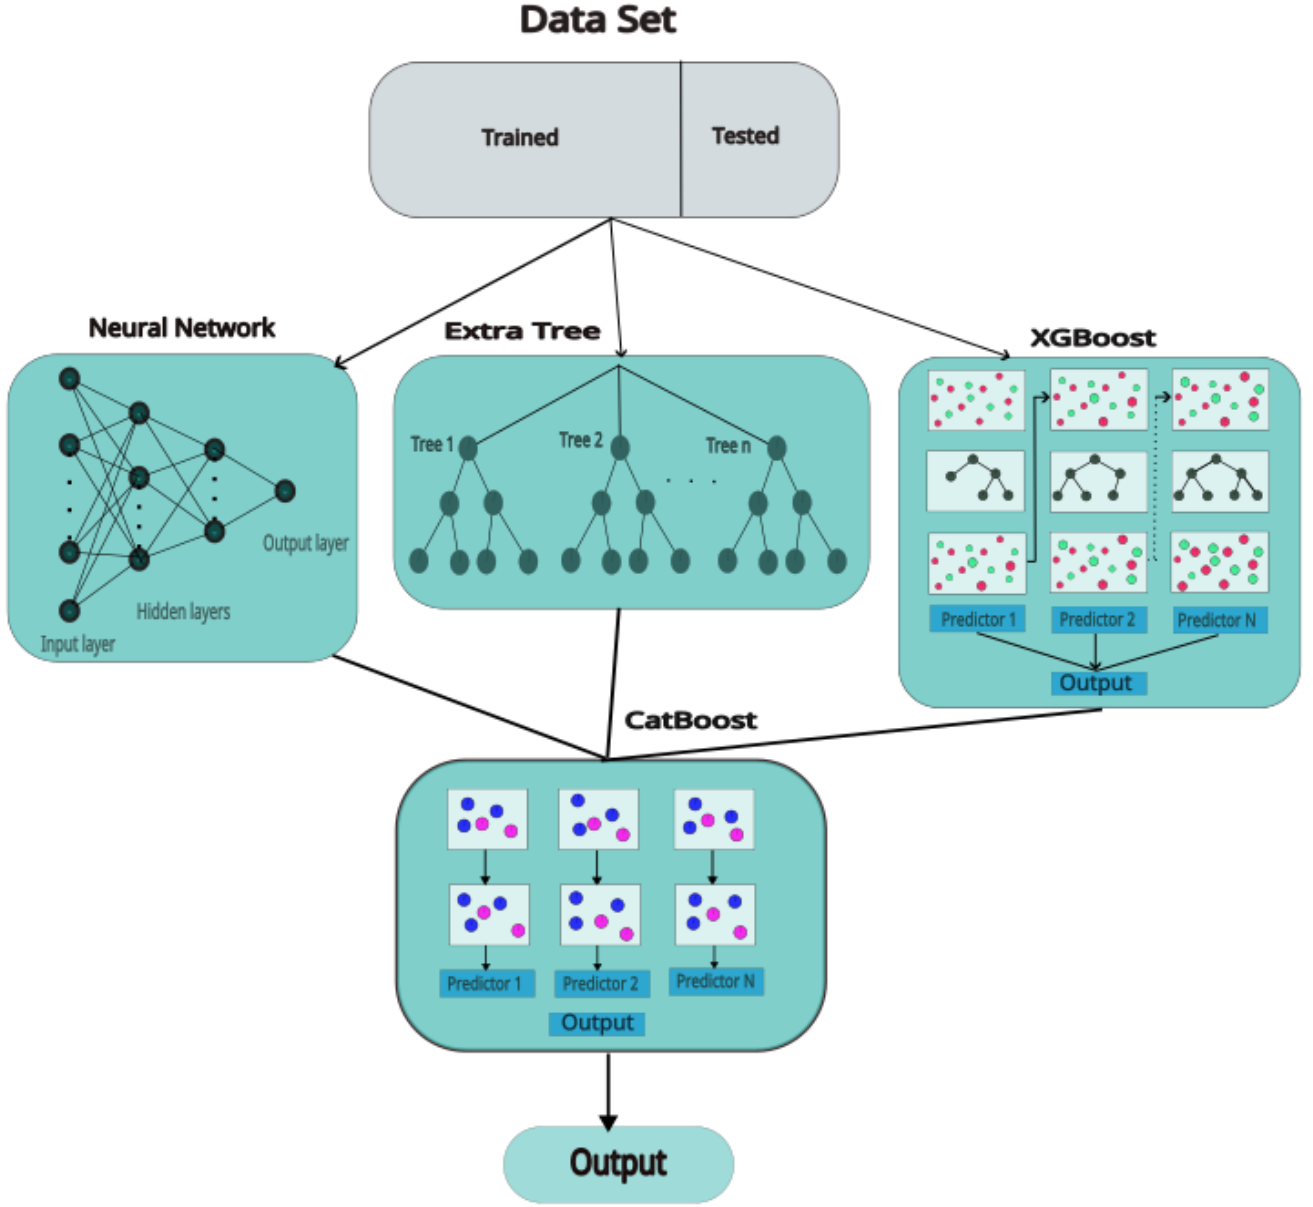 Data Set
Trained
Tested
Neural Network
Extra Tree
XGBoost
Tree 1
Tree 2
Tree n
Output layer
Hidden layers
Input layer
Predictor 1
Predictor 2
Predictor N
Output
CatBoost
Predictor 1
Predictor 2
Predictor N
Output
Output